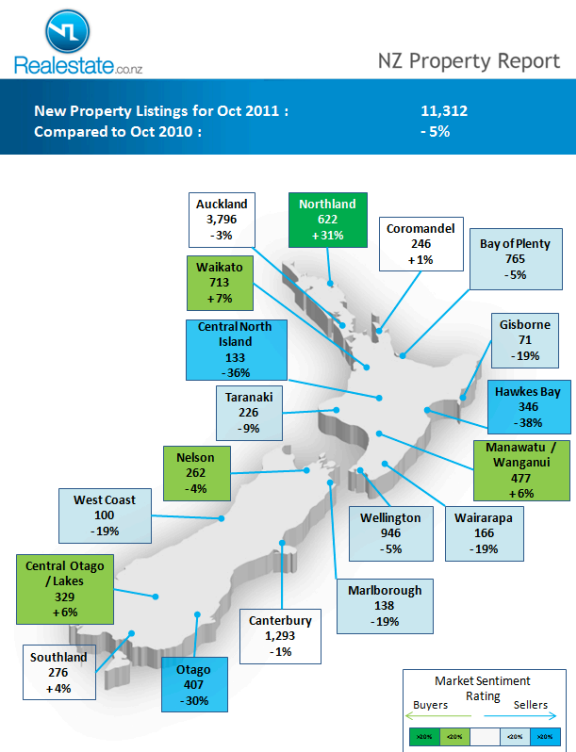 Realestate.co.nz
NZ Property Report
New Property Listings for Oct 2011 : 11,312
Compared to Oct 2010 : - 5%
Auckland
3,796
- 3%
Northland
622
+ 31%
Coromandel
246
+ 1%
Bay of Plenty
765
- 5%
Waikato
713
+ 7%
Central North
Island
133
- 36%
Gisborne
71
- 19%
Taranaki
226
- 9%
Hawkes Bay
346
- 38%
Nelson
262
- 4%
Manawatu /
Wanganui
477
+ 6%
West Coast
100
- 19%
Wellington
946
- 5%
Wairarapa
166
- 19%
Central Otago
/ Lakes
329
+ 6%
Marlborough
138
- 19%
Canterbury
1,293
- 1%
Southland
276
+ 4%
Otago
407
- 30%
Market Sentiment
Rating
Buyers Sellers
>20% <20% <20% >20%